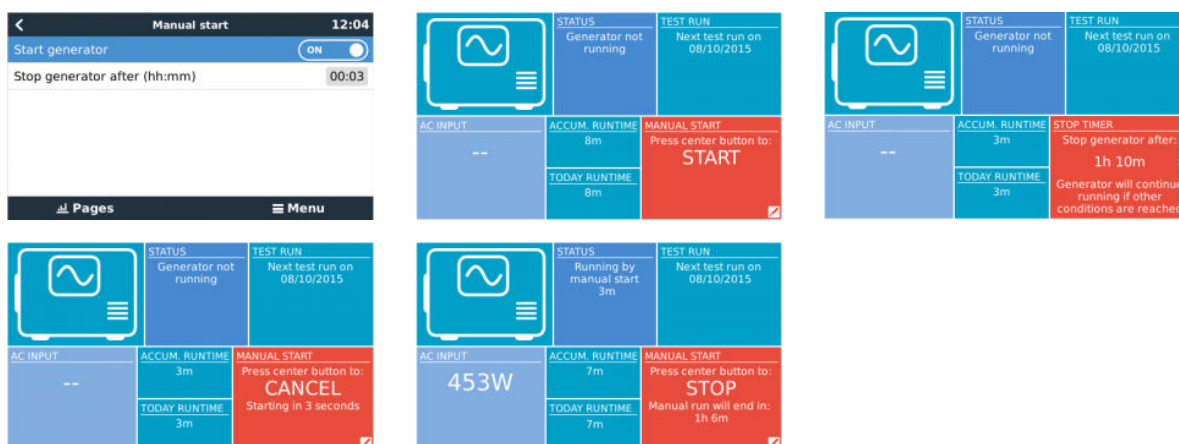 Manual start 12:04
Start generator ON
Stop generator after (hh:mm) 00:03
Pages Menu
STATUS
Generator not
running
TEST RUN
Next test run on
08/10/2015
AC INPUT
--
ACCUM. RUNTIME
8m
TODAY RUNTIME
8m
MANUAL START
Press center button to:
START
STATUS
Generator not
running
TEST RUN
Next test run on
08/10/2015
AC INPUT
--
ACCUM. RUNTIME
3m
TODAY RUNTIME
3m
STOP TIMER
Stop generator after:
1h 10m
Generator will continue
running if other
conditions are reached
STATUS
Generator not
running
TEST RUN
Next test run on
08/10/2015
AC INPUT
--
ACCUM. RUNTIME
3m
TODAY RUNTIME
3m
MANUAL START
Press center button to:
CANCEL
Starting in 3 seconds
STATUS
Running by
manual start
3m
TEST RUN
Next test run on
08/10/2015
AC INPUT
453W
ACCUM. RUNTIME
7m
TODAY RUNTIME
7m
MANUAL START
Press center button to:
STOP
Manual run will end in:
1h 6m